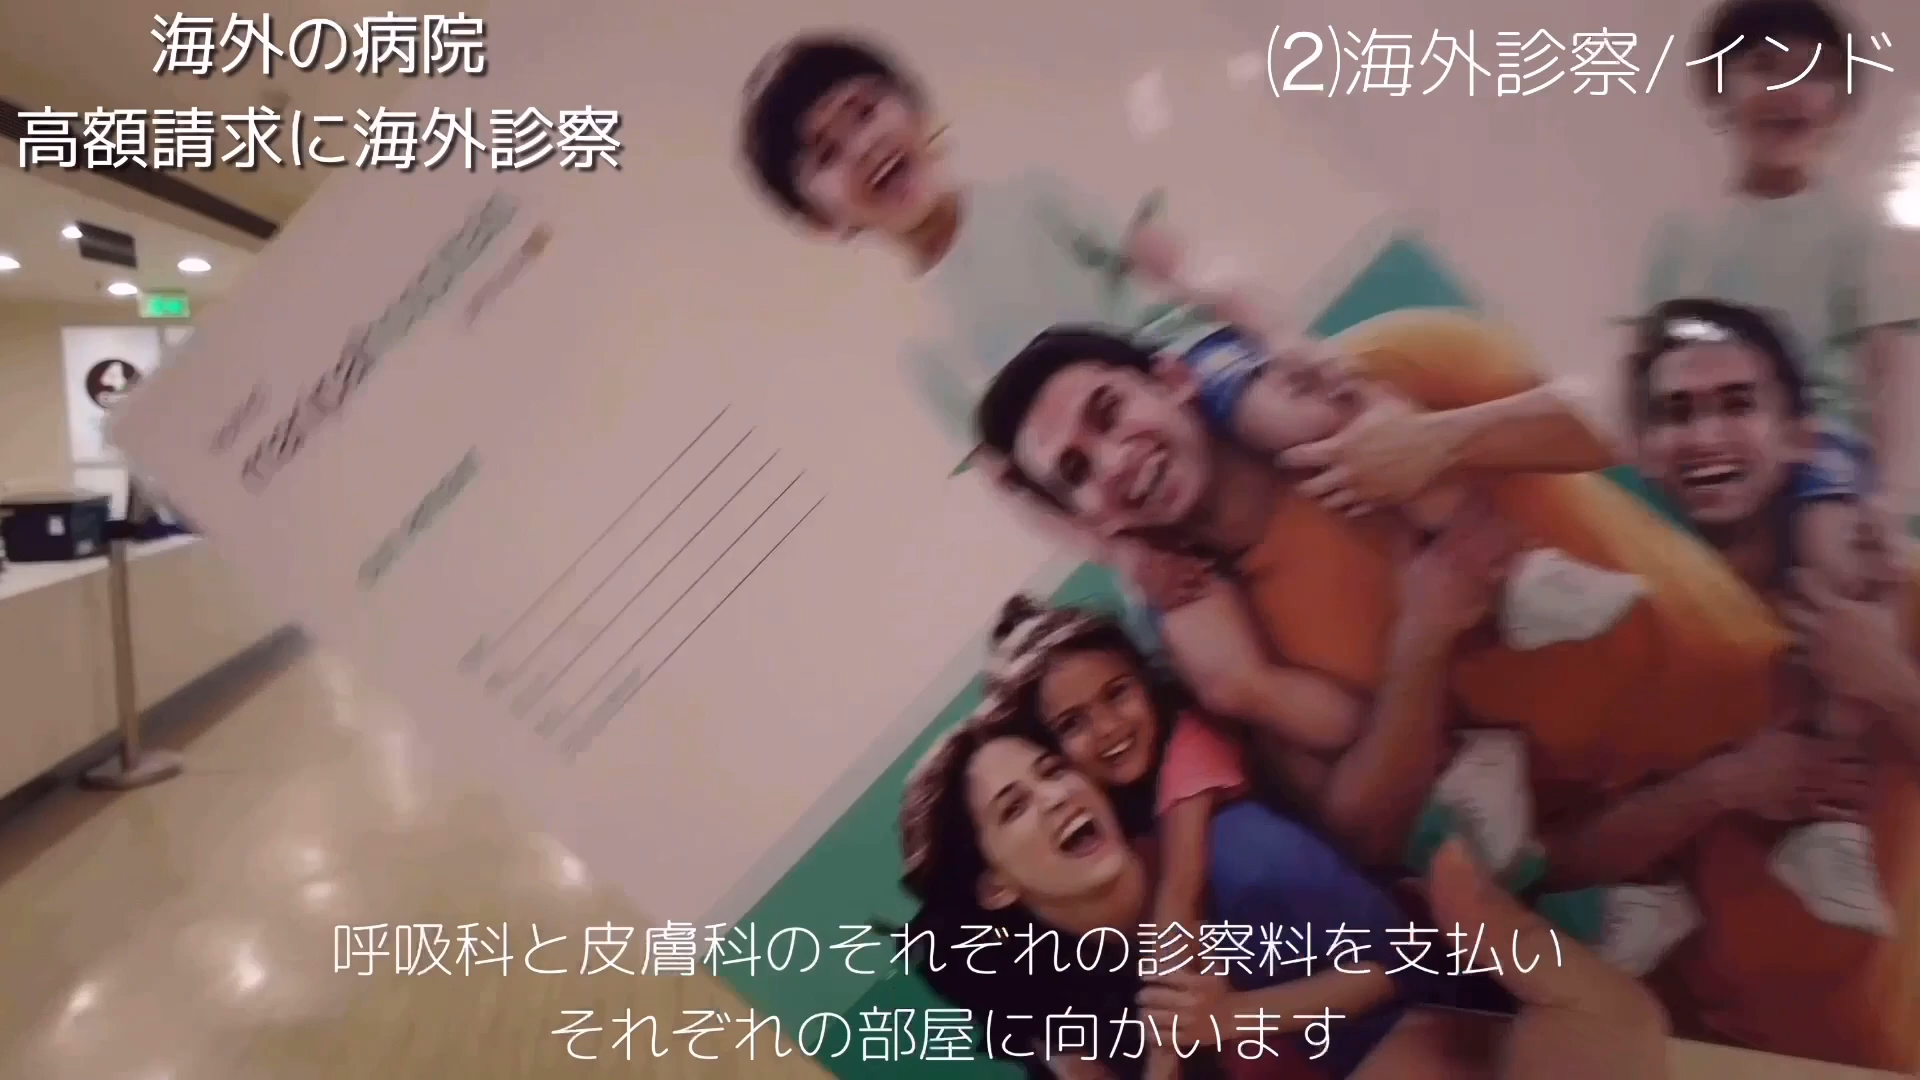 海外の病院
高額請求に海外診察
(2)海外診察/インド
呼吸科と皮膚科のそれぞれの診察料を支払い
それぞれの部屋に向かいます